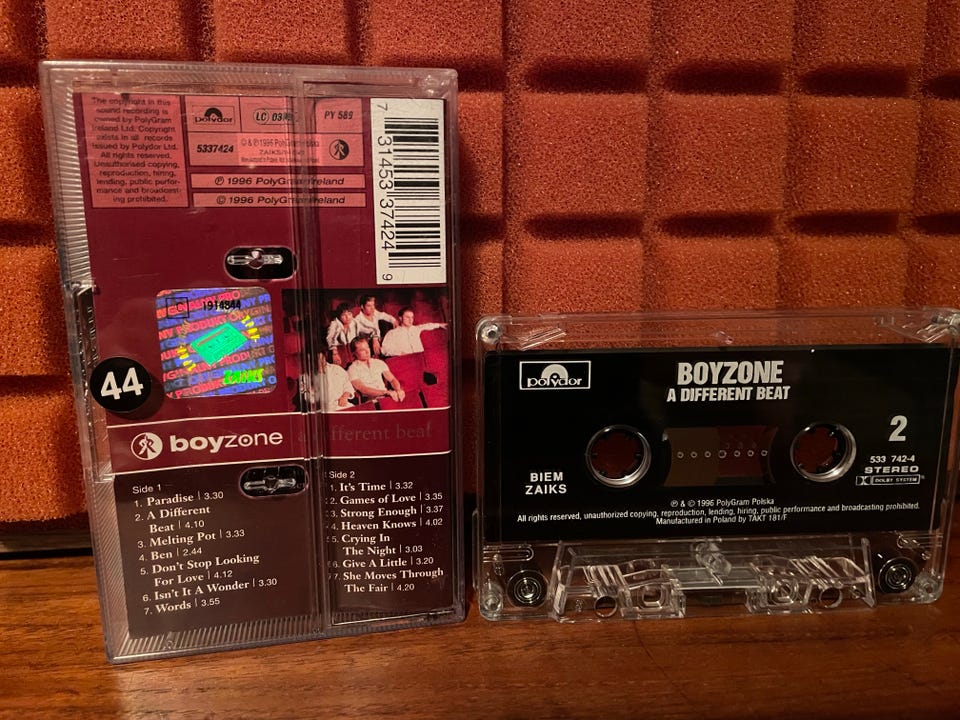 The copyright in this
sound recording is
owned by PolyGram
Ireland Ltd. Copyright
exists in all records
issued by Polydor Ltd.
All rights reserved.
Unauthorised copying,
reproduction, hiring,
lending, public perfor-
mance and broadcast-
ing prohibited.
polydor
LC
PY 589
5337424
℗ & © 1996 PolyGram Polska
ZAIKS/BIEM
℗ 1996 PolyGram Ireland
© 1996 PolyGram Ireland
7 31453 37424 9
1914844
44
boyzone
a different beat
Side 1
1. Paradise | 3.30
2. A Different
Beat | 4.10
3. Melting Pot | 3.33
4. Ben | 2.44
5. Don't Stop Looking
For Love | 4.12
6. Isn't It A Wonder | 3.30
7. Words | 3.55
Side 2
1. It's Time | 3.32
2. Games of Love | 3.35
3. Strong Enough | 3.37
4. Heaven Knows | 4.02
5. Crying In
The Night | 3.03
6. Give A Little | 3.20
7. She Moves Through
The Fair | 4.20
polydor
BOYZONE
A DIFFERENT BEAT
2
533 742-4
STEREO
DOLBY SYSTEM
BIEM
ZAIKS
℗ & © 1996 PolyGram Polska
All rights reserved, unauthorized copying, reproduction, lending, hiring, public performance and broadcasting prohibited.
Manufactured in Poland by TAKT 181/F